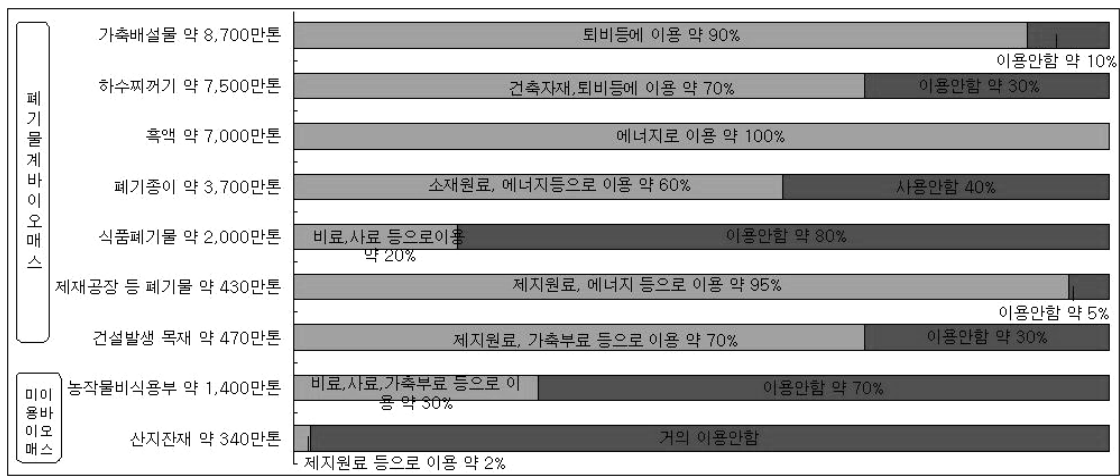 폐기물계바이오매스
가축배설물 약 8,700만톤
퇴비등에 이용 약 90%
이용안함 약 10%
하수찌꺼기 약 7,500만톤
건축자재,퇴비등에 이용 약 70%
이용안함 약 30%
흑액 약 7,000만톤
에너지로 이용 약 100%
폐기종이 약 3,700만톤
소재원료, 에너지등으로 이용 약 60%
사용안함 40%
식품폐기물 약 2,000만톤
비료,사료 등으로이용
약 20%
이용안함 약 80%
제재공장 등 폐기물 약 430만톤
제지원료, 에너지 등으로 이용 약 95%
이용안함 약 5%
건설발생 목재 약 470만톤
제지원료, 가축부료 등으로 이용 약 70%
이용안함 약 30%
미이용바이오매스
농작물비식용부 약 1,400만톤
비료,사료,가축부료 등으로 이
용 약 30%
이용안함 약 70%
산지잔재 약 340만톤
거의 이용안함
제지원료 등으로 이용 약 2%